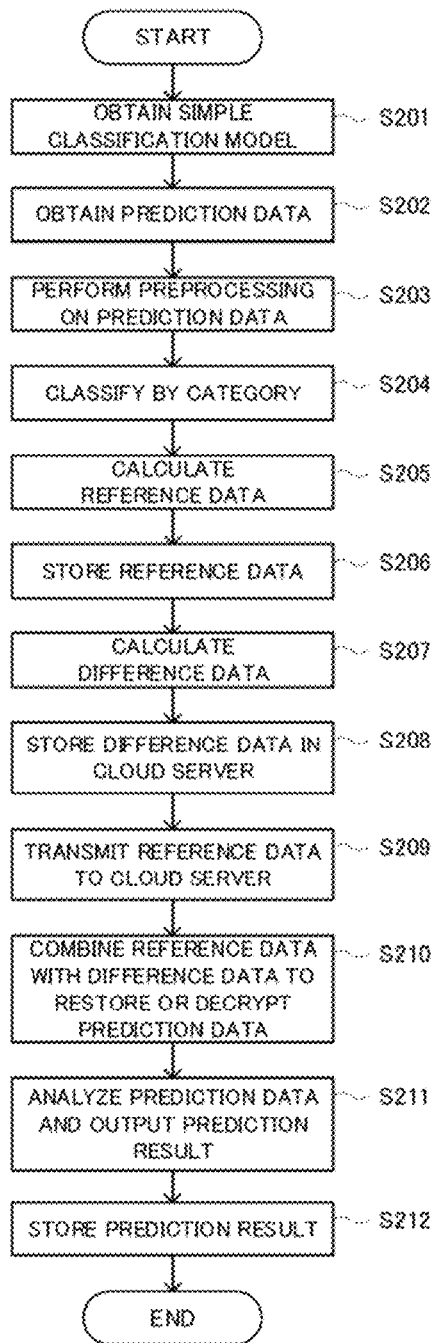 START
OBTAIN SIMPLE
CLASSIFICATION MODEL
S201
OBTAIN PREDICTION DATA
S202
PERFORM PREPROCESSING
ON PREDICTION DATA
S203
CLASSIFY BY CATEGORY
S204
CALCULATE
REFERENCE DATA
S205
STORE REFERENCE DATA
S206
CALCULATE
DIFFERENCE DATA
S207
STORE DIFFERENCE DATA IN
CLOUD SERVER
S208
TRANSMIT REFERENCE DATA
TO CLOUD SERVER
S209
COMBINE REFERENCE DATA
WITH DIFFERENCE DATA TO
RESTORE OR DECRYPT
PREDICTION DATA
S210
ANALYZE PREDICTION DATA
AND OUTPUT PREDICTION
RESULT
S211
STORE PREDICTION RESULT
S212
END